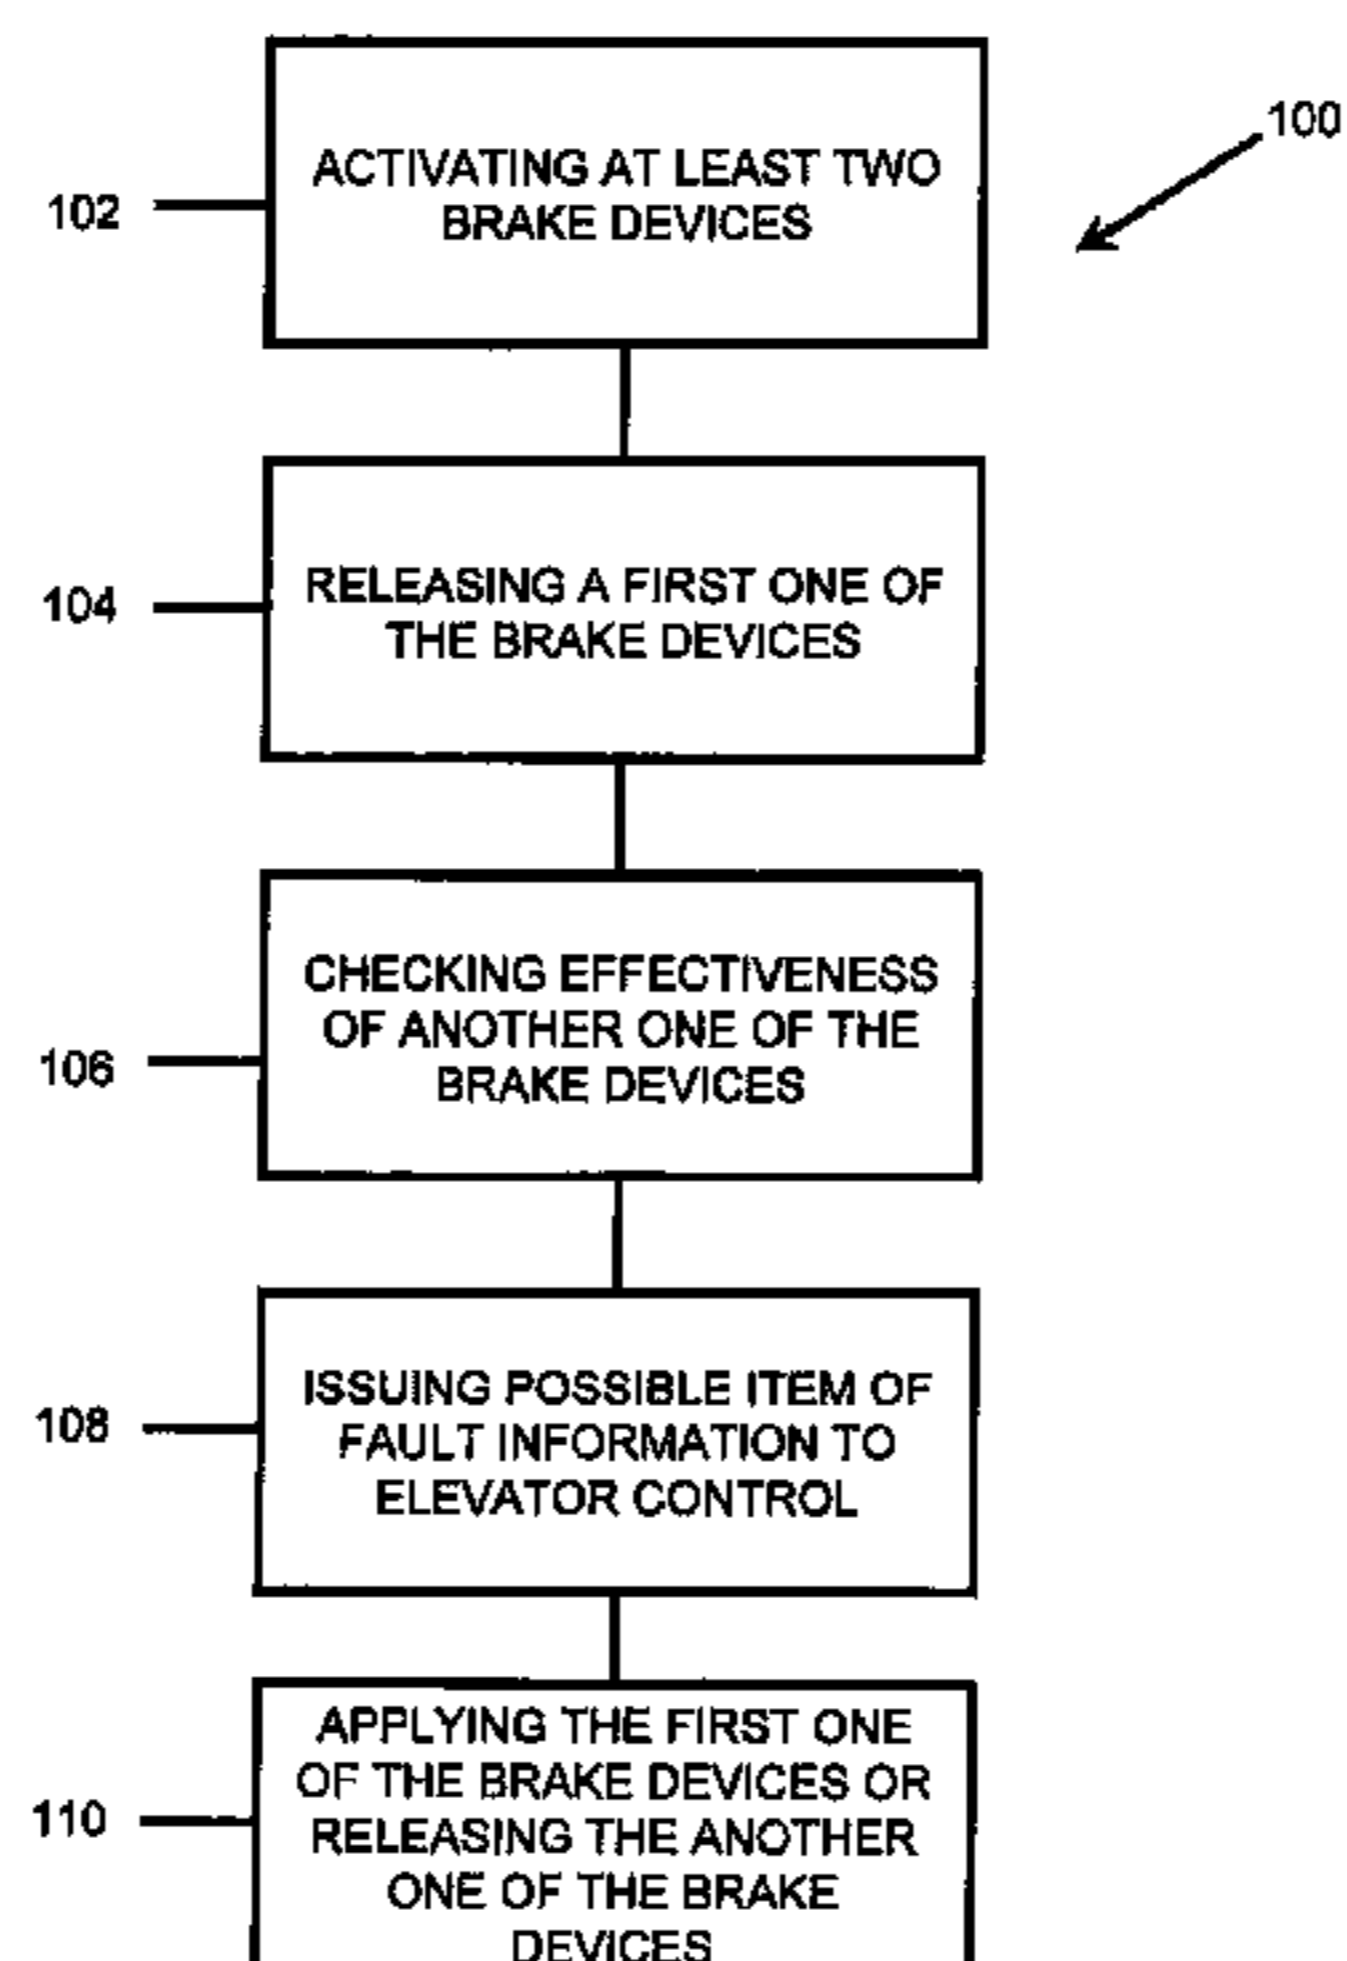 100
102
ACTIVATING AT LEAST TWO
BRAKE DEVICES
104
RELEASING A FIRST ONE OF
THE BRAKE DEVICES
106
CHECKING EFFECTIVENESS
OF ANOTHER ONE OF THE
BRAKE DEVICES
108
ISSUING POSSIBLE ITEM OF
FAULT INFORMATION TO
ELEVATOR CONTROL
110
APPLYING THE FIRST ONE
OF THE BRAKE DEVICES OR
RELEASING THE ANOTHER
ONE OF THE BRAKE
DEVICES